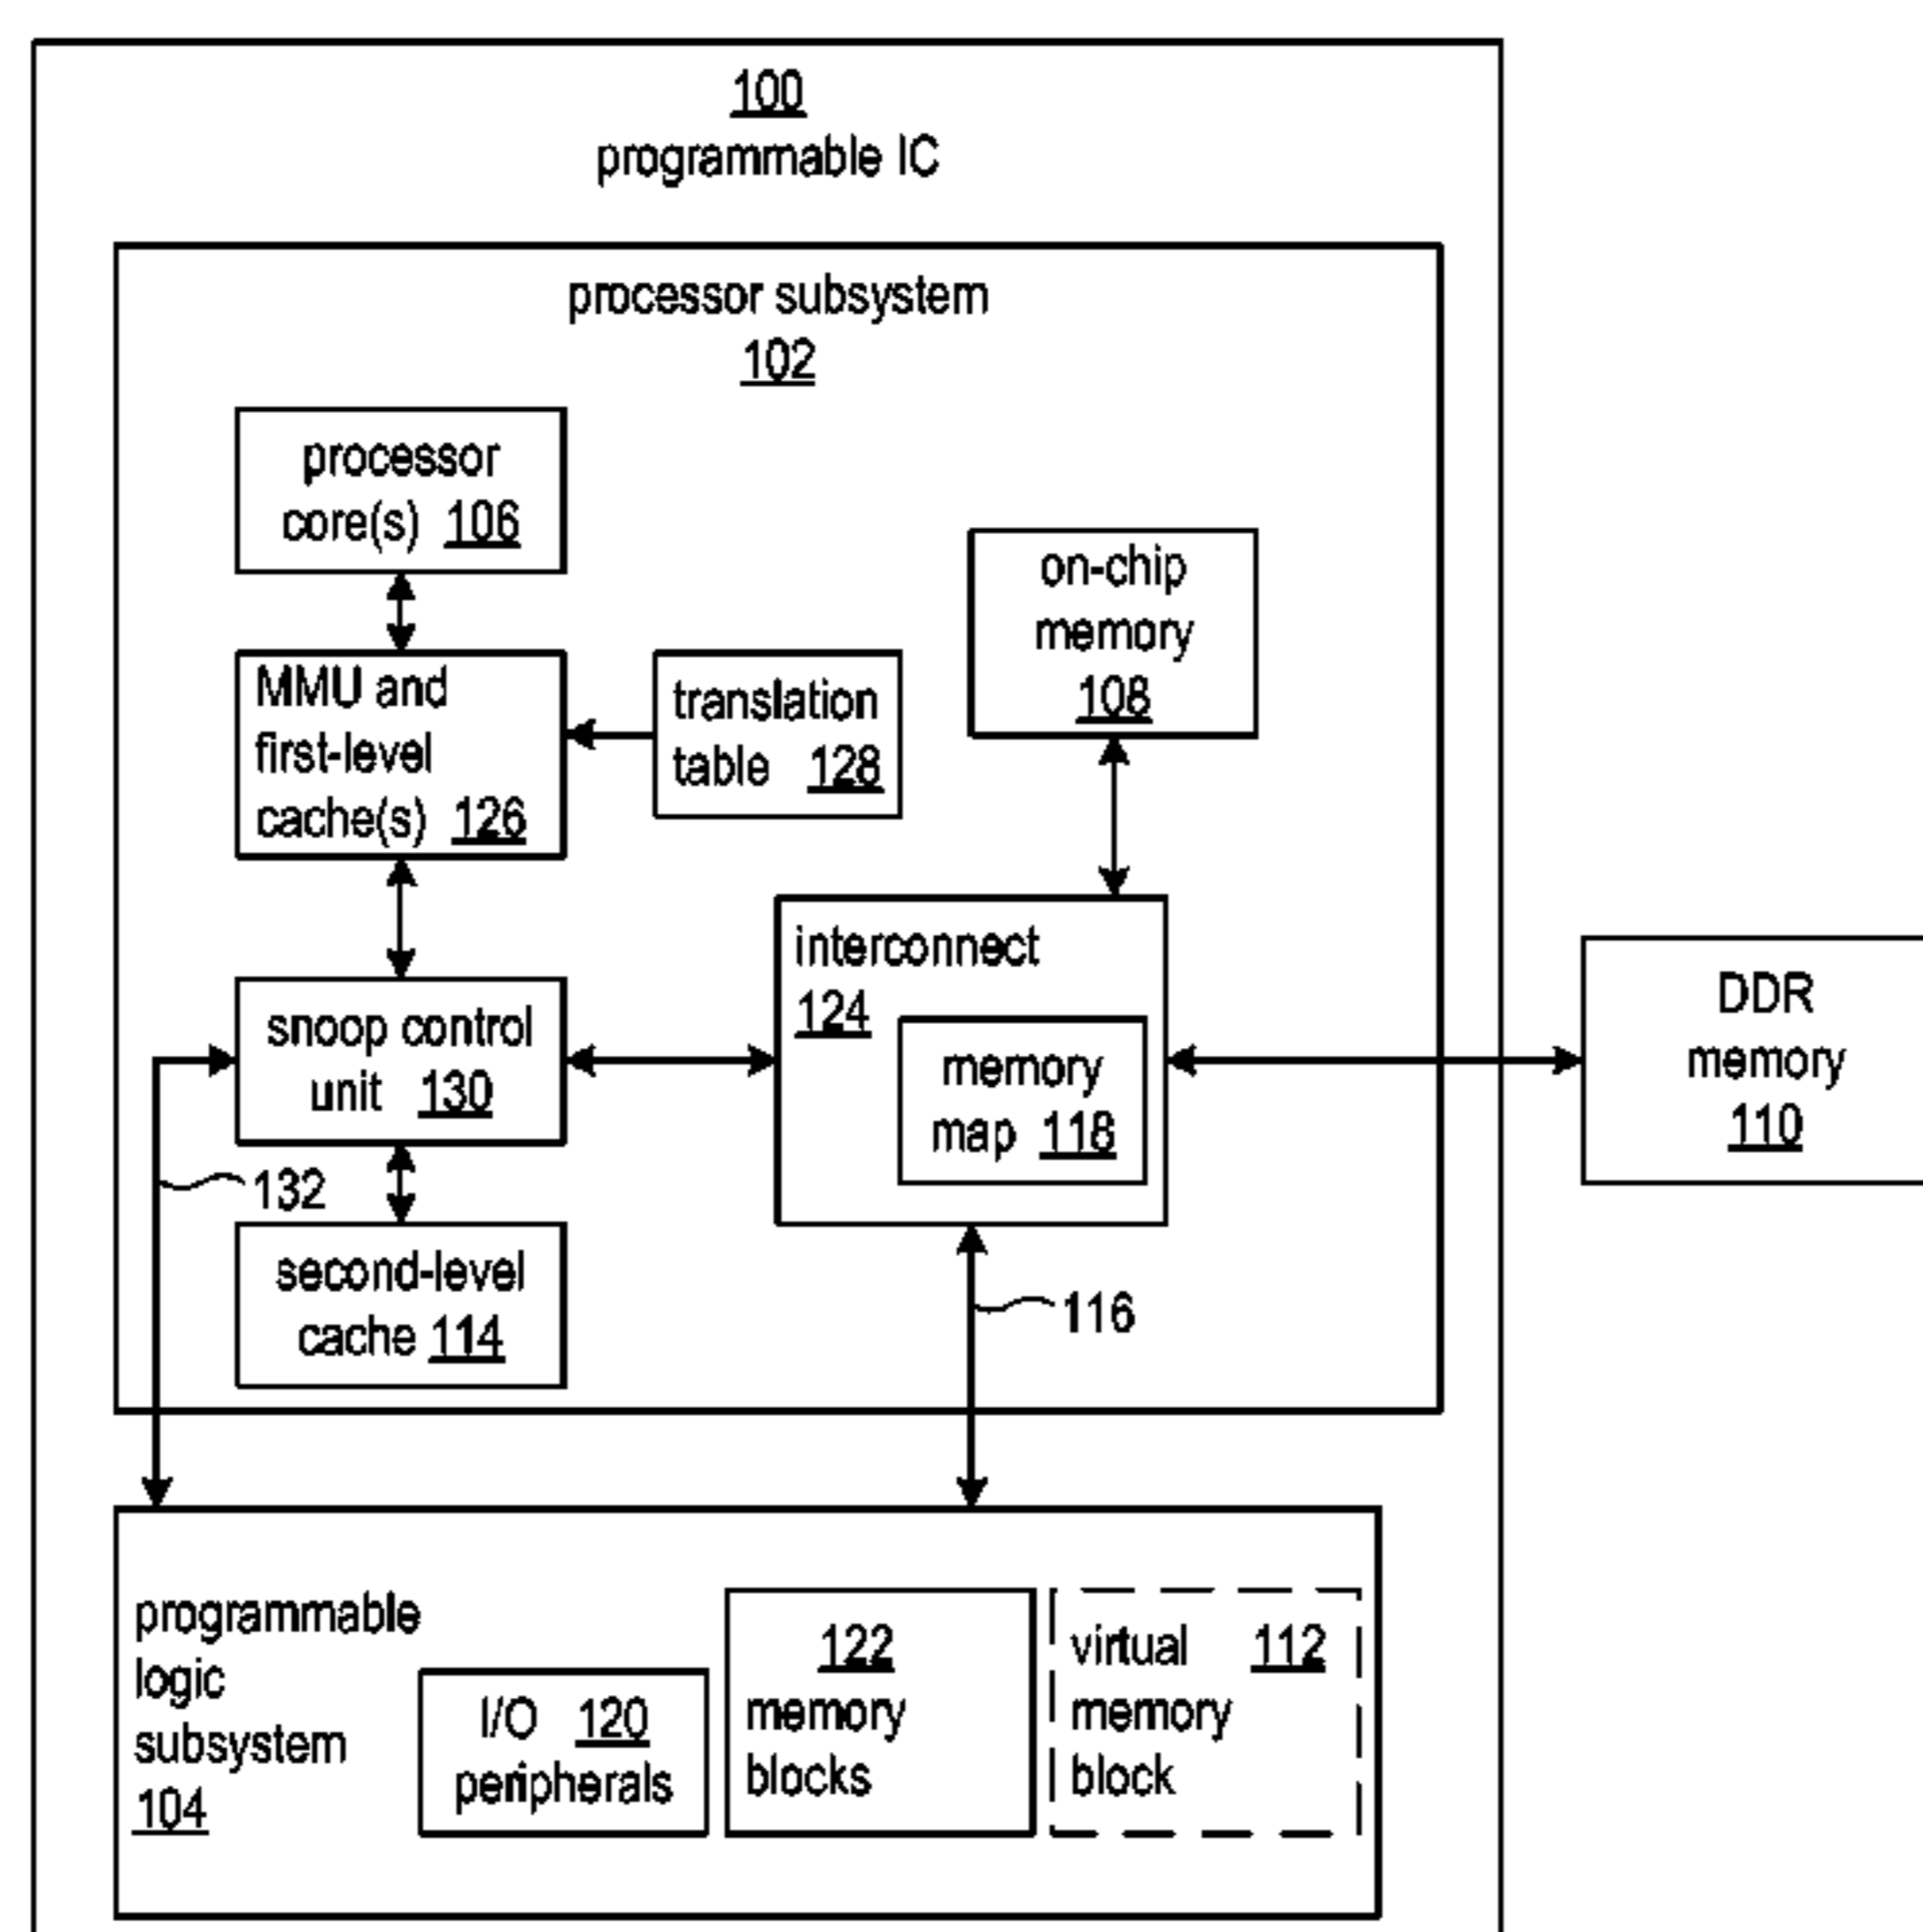 100
programmable IC
processor subsystem
102
processor
core(s) 106
on-chip
memory
108
MMU and
first-level
cache(s) 126
translation
table 128
interconnect
124
memory
map 118
DDR
memory
110
snoop control
unit 130
132
second-level
cache 114
116
programmable
logic
subsystem
104
I/O 120
peripherals
122
memory
blocks
virtual 112
memory
block